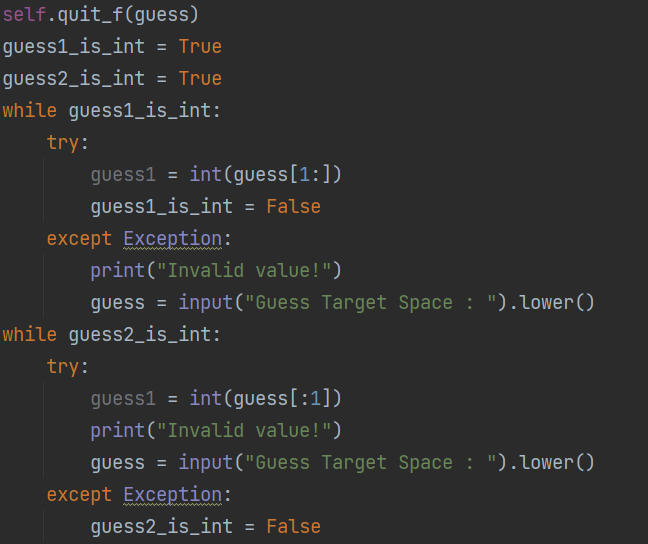 self.quit_f(guess)
guess1_is_int = True
guess2_is_int = True
while guess1_is_int:
    try:
        guess1 = int(guess[1:])
        guess1_is_int = False
    except Exception:
        print("Invalid value!")
        guess = input("Guess Target Space : ").lower()
while guess2_is_int:
    try:
        guess1 = int(guess[:1])
        print("Invalid value!")
        guess = input("Guess Target Space : ").lower()
    except Exception:
        guess2_is_int = False